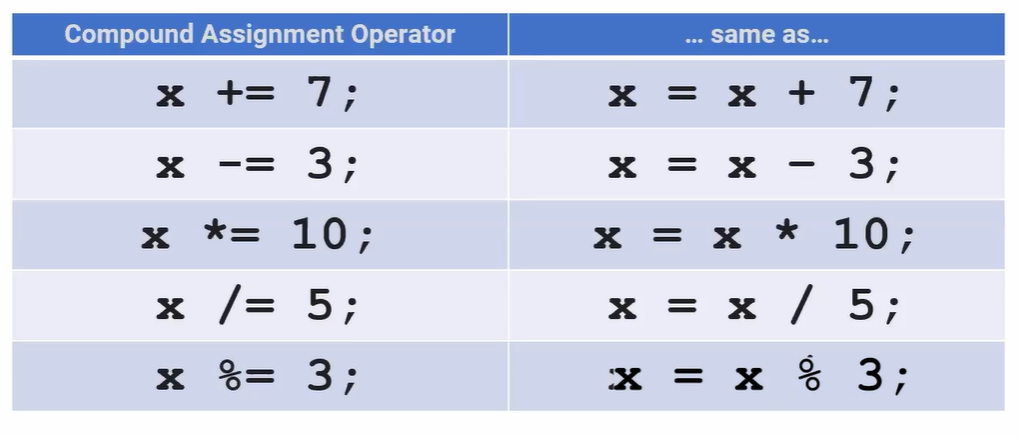 Compound Assignment Operator … same as…
x += 7; x = x + 7;
x -= 3; x = x - 3;
x *= 10; x = x * 10;
x /= 5; x = x / 5;
x %= 3; x = x % 3;